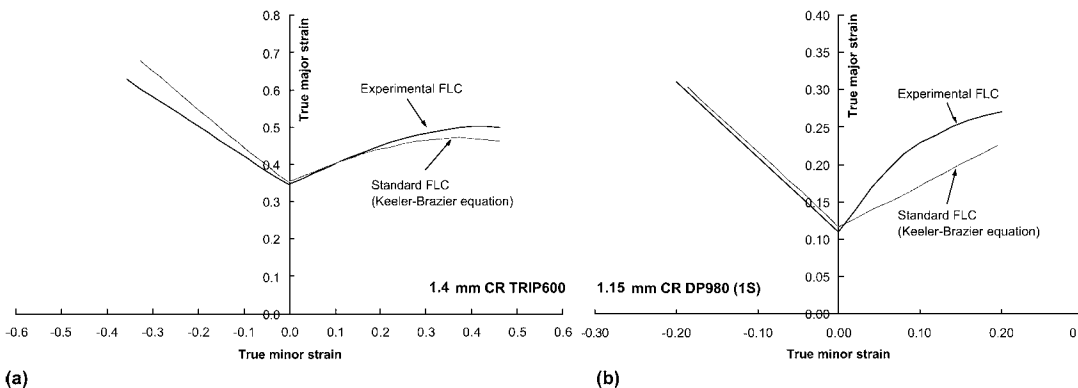 True major strain
0.8
0.7
0.6
0.5
0.4
0.3
0.2
0.1
0.0
Experimental FLC
Standard FLC
(Keeler-Brazier equation)
1.4 mm CR TRIP600
-0.6 -0.5 -0.4 -0.3 -0.2 -0.1 0.0 0.1 0.2 0.3 0.4 0.5 0.6
True minor strain
(a)
True major strain
0.40
0.35
0.30
0.25
0.20
0.15
0.10
0.05
0.00
Experimental FLC
Standard FLC
(Keeler-Brazier equation)
1.15 mm CR DP980 (1S)
-0.30 -0.20 -0.10 0.00 0.10 0.20
True minor strain
(b)